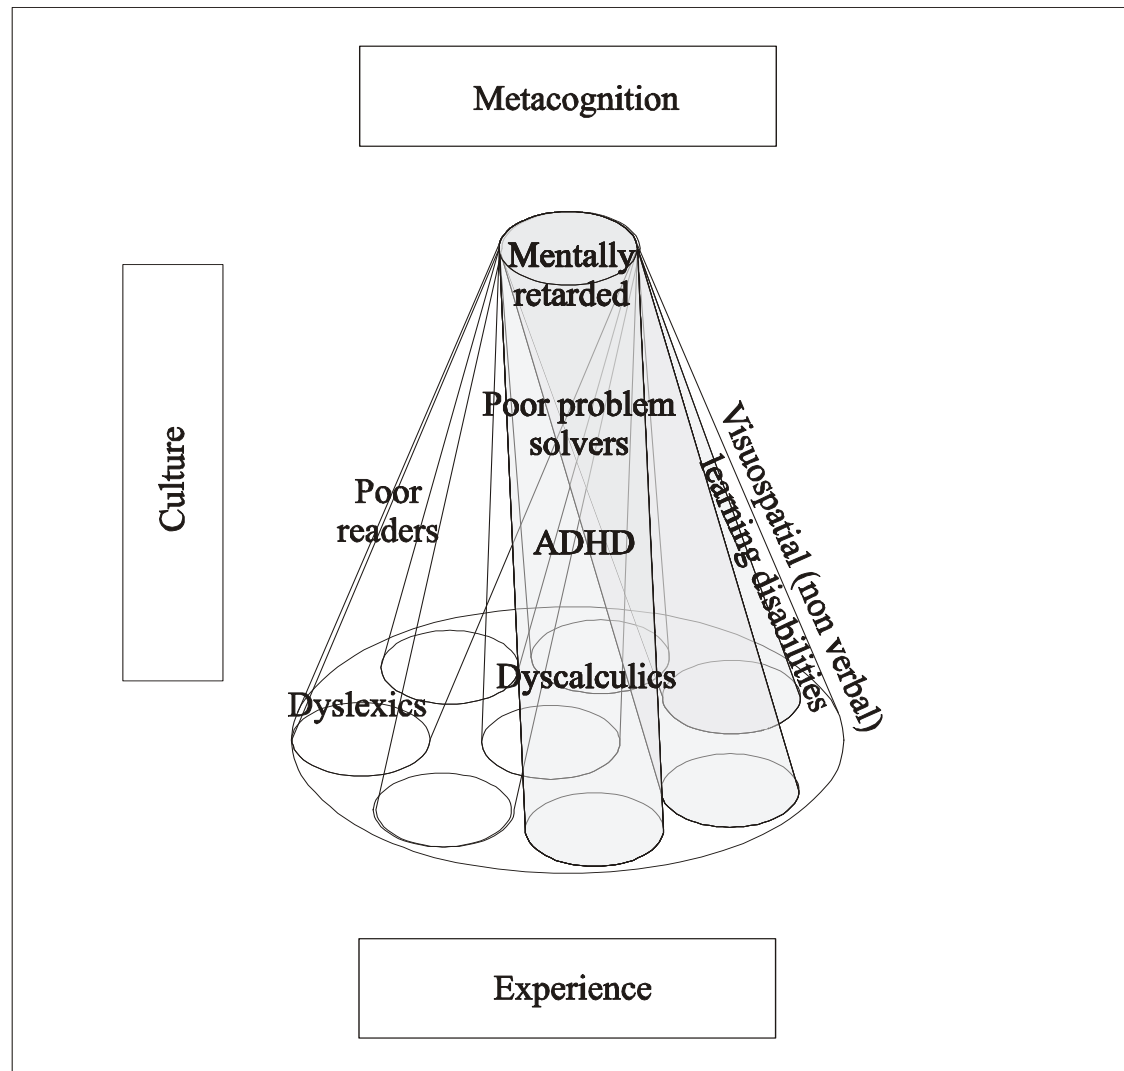 Metacognition
Mentally
retarded
Culture
Poor problem
solvers
Poor
readers
ADHD
Visuospatial (non verbal)
learning disabilities
Dyscalculics
Dyslexics
Experience